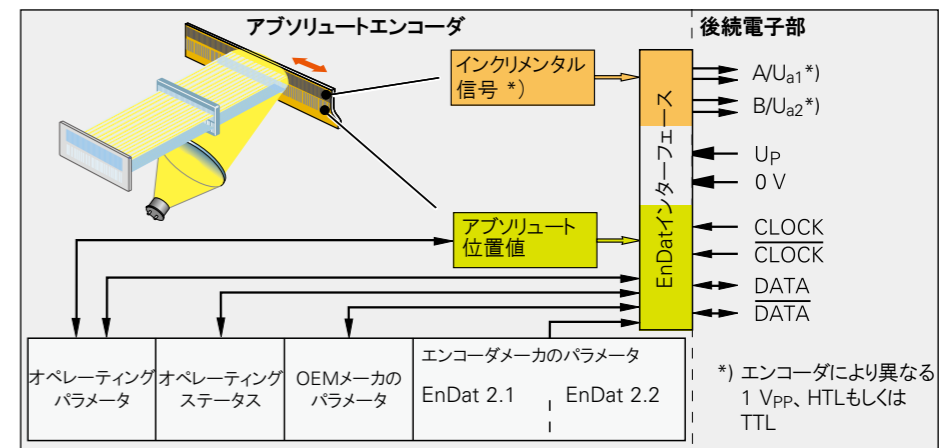 アブソリュートエンコーダ
後続電子部
インクリメンタル
信号 *)
A/Ua1*)
B/Ua2*)
UP
0 V
EnDatインターフェース
アブソリュート
位置値
CLOCK
CLOCK
DATA
DATA
オペレーティング
パラメータ
オペレーティング
ステータス
OEMメーカの
パラメータ
エンコーダメーカのパラメータ
EnDat 2.1
EnDat 2.2
*) エンコーダにより異なる
1 VPP、HTLもしくは
TTL